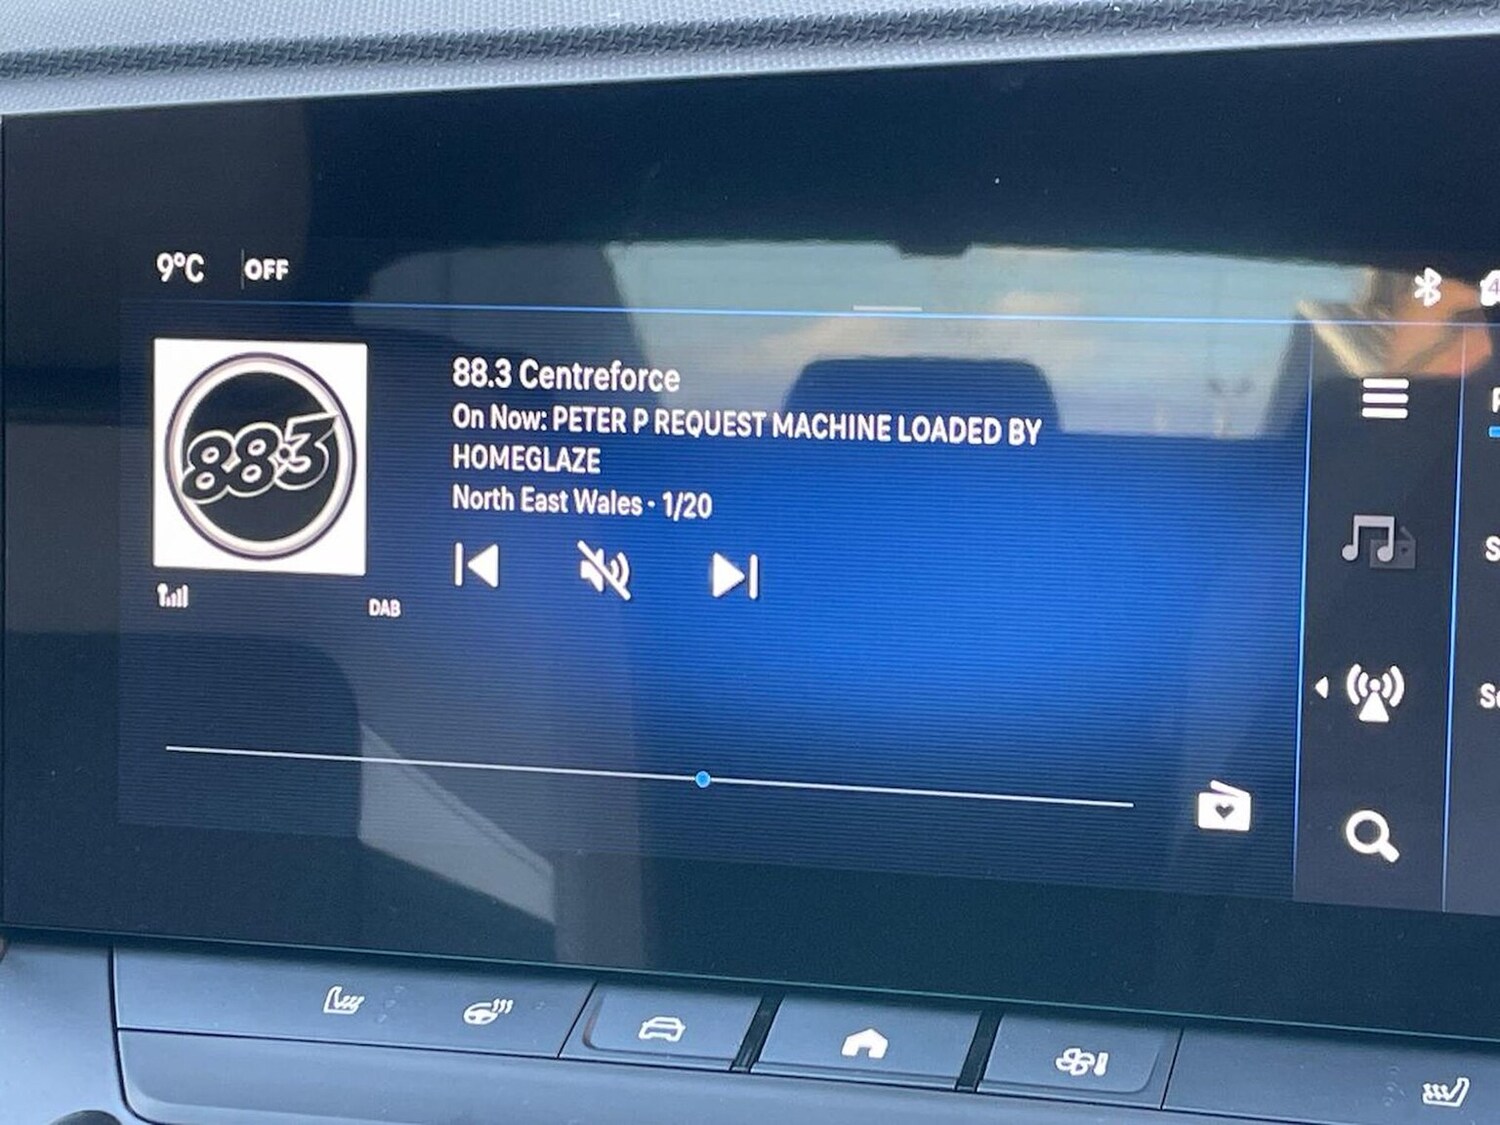 9°C OFF
88.3 Centreforce
On Now: PETER P REQUEST MACHINE LOADED BY
HOMEGLAZE
North East Wales · 1/20
88.3
DAB